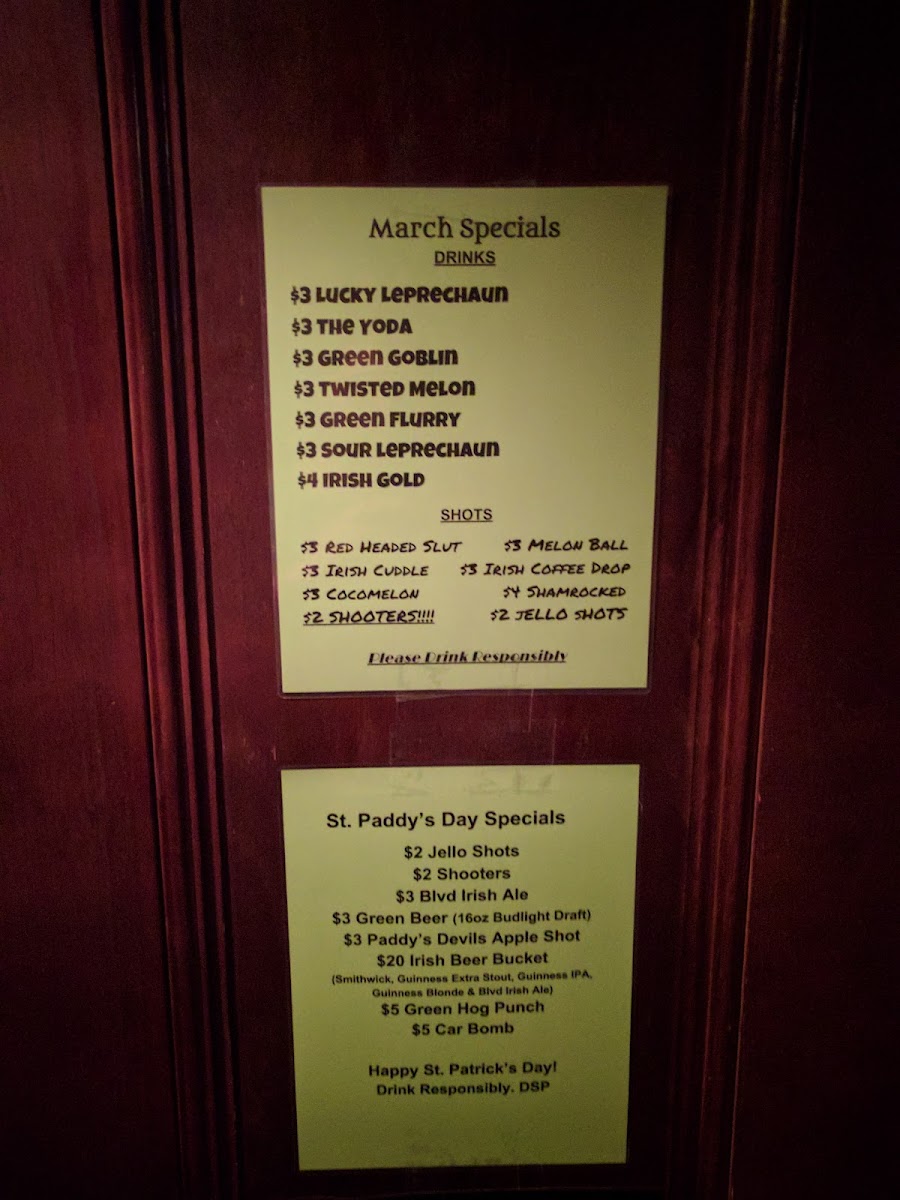 March Specials
DRINKS
$3 Lucky Leprechaun
$3 The Yoda
$3 Green Goblin
$3 Twisted Melon
$3 Green Flurry
$3 Sour Leprechaun
$4 Irish Gold
SHOTS
$3 Red Headed Slut $3 Melon Ball
$3 Irish Cuddle $3 Irish Coffee Drop
$3 Cocomelon $4 Shamrocked
$2 SHOOTERS!!!! $2 JELLO SHOTS
Please Drink Responsibly
St. Paddy's Day Specials
$2 Jello Shots
$2 Shooters
$3 Blvd Irish Ale
$3 Green Beer (16oz Budlight Draft)
$3 Paddy's Devils Apple Shot
$20 Irish Beer Bucket
(Smithwick, Guinness Extra Stout, Guinness IPA,
Guinness Blonde & Blvd Irish Ale)
$5 Green Hog Punch
$5 Car Bomb
Happy St. Patrick's Day!
Drink Responsibly. DSP